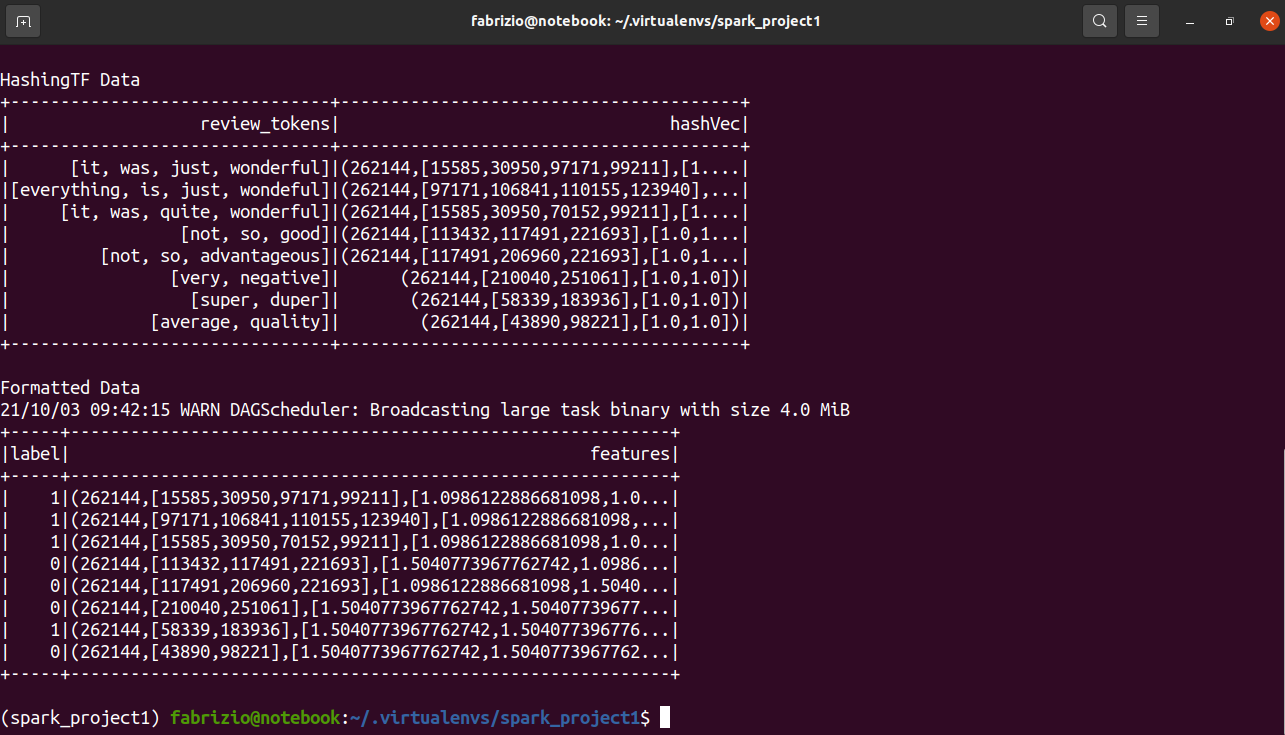 fabrizio@notebook: ~/.virtualenvs/spark_project1
HashingTF Data
+--------------------------------+----------------------------------------+
|                   review_tokens|                                 hashVec|
+--------------------------------+----------------------------------------+
|      [it, was, just, wonderful]|(262144,[15585,30950,97171,99211],[1....|
|[everything, is, just, wondeful]|(262144,[97171,106841,110155,123940],...|
|     [it, was, quite, wonderful]|(262144,[15585,30950,70152,99211],[1....|
|                 [not, so, good]|(262144,[113432,117491,221693],[1.0,1...|
|         [not, so, advantageous]|(262144,[117491,206960,221693],[1.0,1...|
|                [very, negative]|      (262144,[210040,251061],[1.0,1.0])|
|                  [super, duper]|       (262144,[58339,183936],[1.0,1.0])|
|              [average, quality]|        (262144,[43890,98221],[1.0,1.0])|
+--------------------------------+----------------------------------------+
Formatted Data
21/10/03 09:42:15 WARN DAGScheduler: Broadcasting large task binary with size 4.0 MiB
+-----+------------------------------------------------------------+
|label|                                                    features|
+-----+------------------------------------------------------------+
|    1|(262144,[15585,30950,97171,99211],[1.0986122886681098,1.0...|
|    1|(262144,[97171,106841,110155,123940],[1.0986122886681098,...|
|    1|(262144,[15585,30950,70152,99211],[1.0986122886681098,1.0...|
|    0|(262144,[113432,117491,221693],[1.5040773967762742,1.0986...|
|    0|(262144,[117491,206960,221693],[1.0986122886681098,1.5040...|
|    0|(262144,[210040,251061],[1.5040773967762742,1.50407739677...|
|    1|(262144,[58339,183936],[1.5040773967762742,1.504077396776...|
|    0|(262144,[43890,98221],[1.5040773967762742,1.5040773967762...|
+-----+------------------------------------------------------------+
(spark_project1) fabrizio@notebook:~/.virtualenvs/spark_project1$